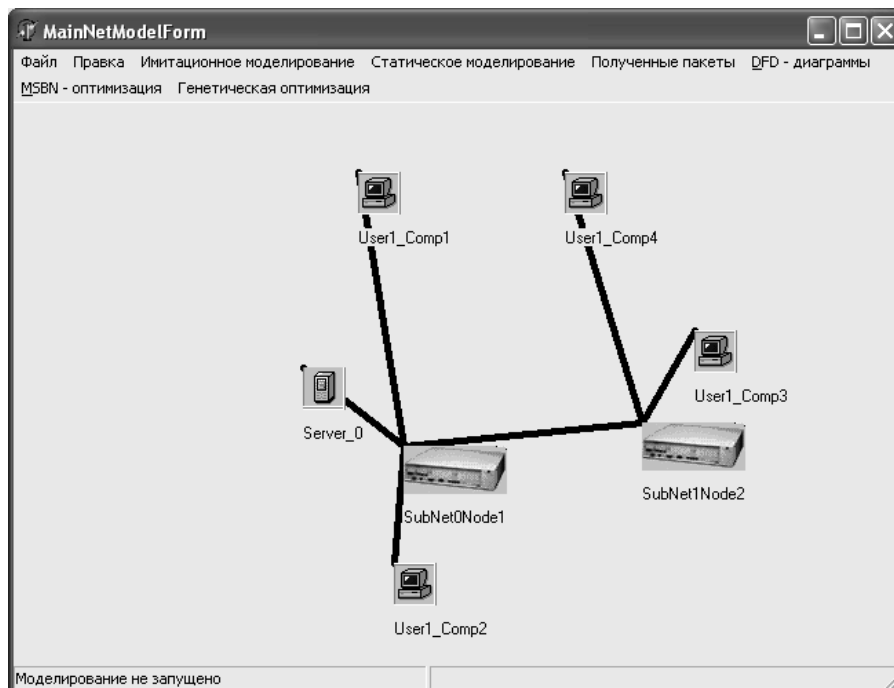 MainNetModelForm
Файл Правка Имитационное моделирование Статическое моделирование Полученные пакеты DFD - диаграммы
MSBN - оптимизация Генетическая оптимизация
User1_Comp1
User1_Comp4
User1_Comp3
Server_0
SubNet1Node2
SubNet0Node1
User1_Comp2
Моделирование не запущено